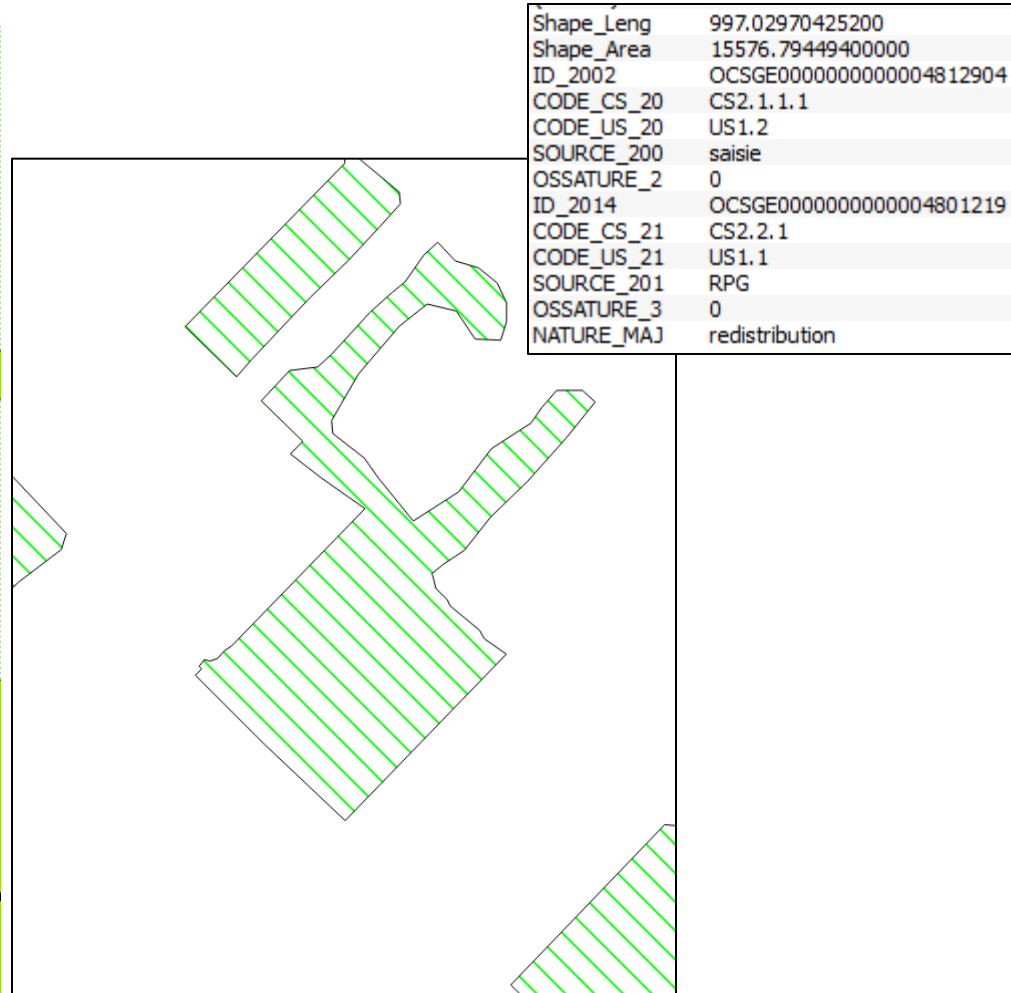 Shape_Leng 997.02970425200
Shape_Area 15576.79449400000
ID_2002 OCSGE0000000000004812904
CODE_CS_20 CS2.1.1.1
CODE_US_20 US1.2
SOURCE_200 saisie
OSSATURE_2 0
ID_2014 OCSGE0000000000004801219
CODE_CS_21 CS2.2.1
CODE_US_21 US1.1
SOURCE_201 RPG
OSSATURE_3 0
NATURE_MAJ redistribution